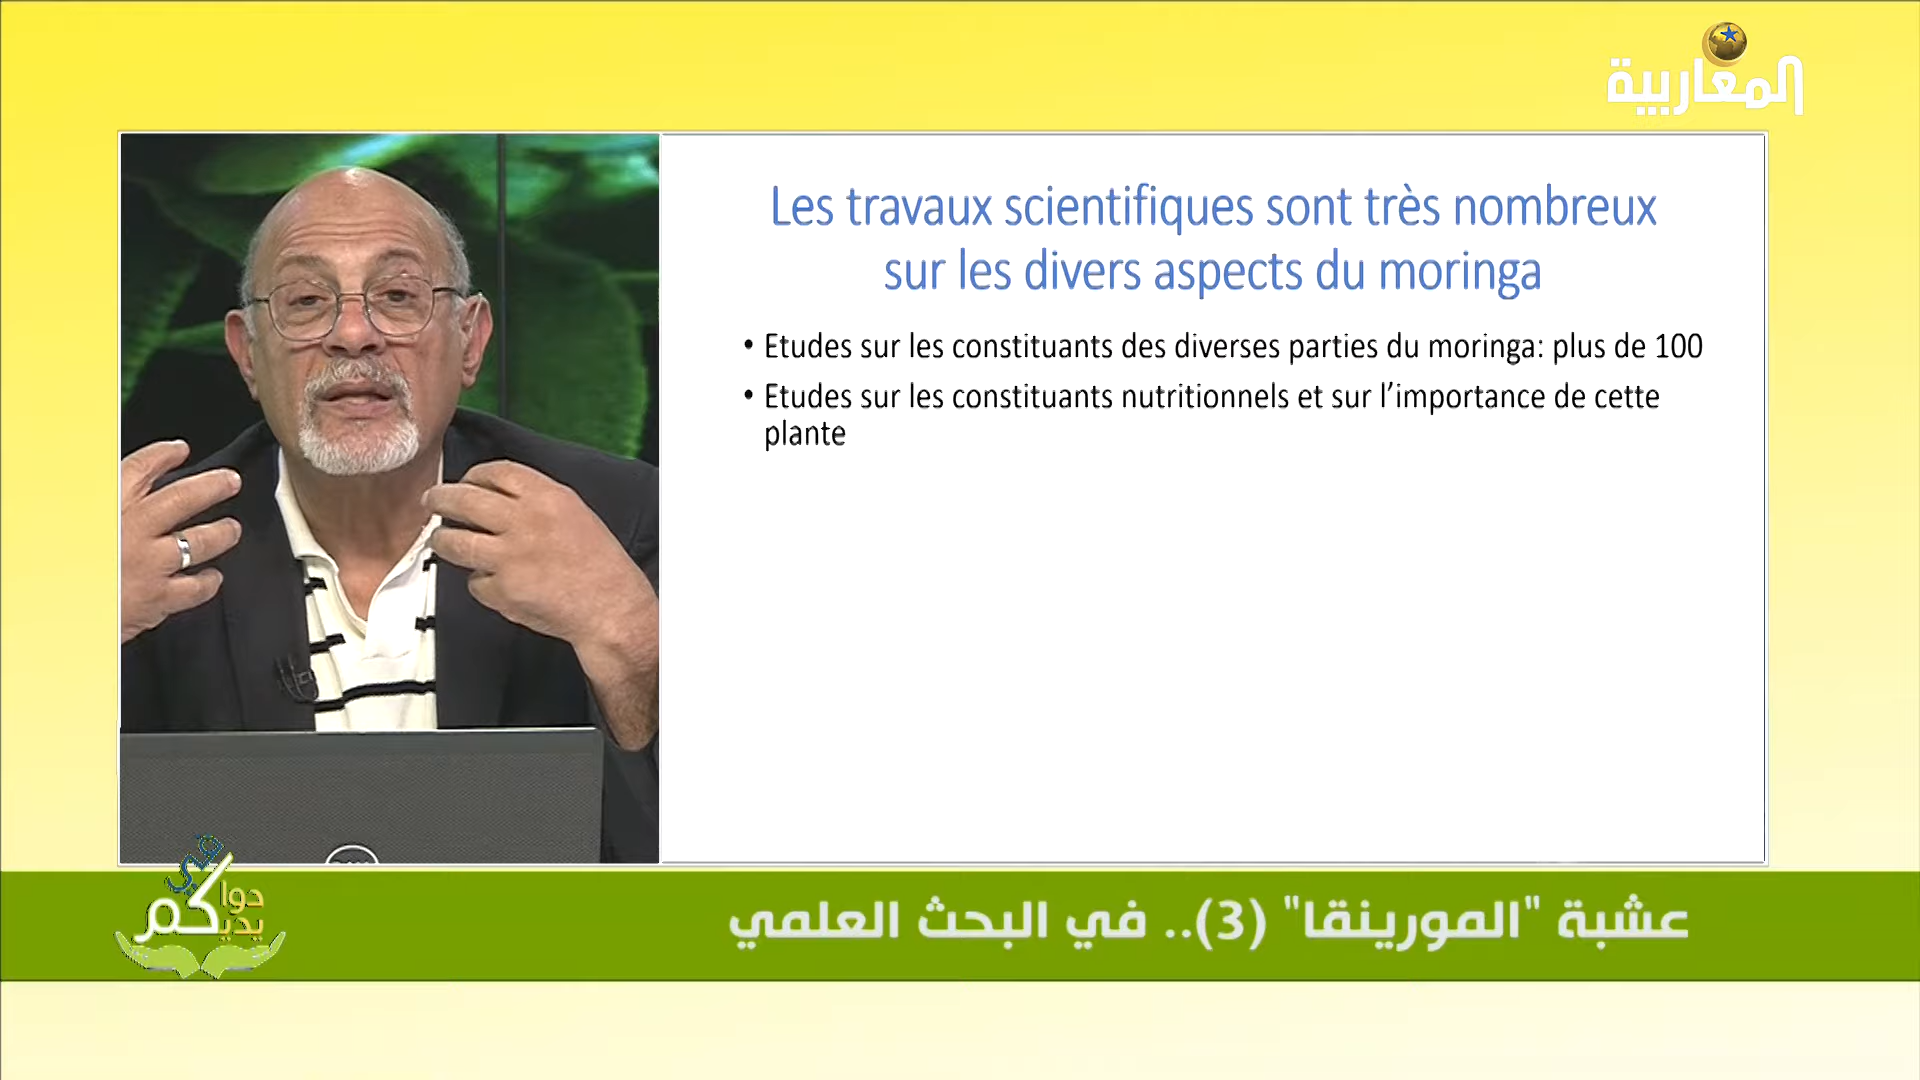 المغاربية
Les travaux scientifiques sont très nombreux
sur les divers aspects du moringa
• Etudes sur les constituants des diverses parties du moringa: plus de 100
• Etudes sur les constituants nutritionnels et sur l’importance de cette
plante
عشبة "المورينقا" (3).. في البحث العلمي
دواكم في
يديكم